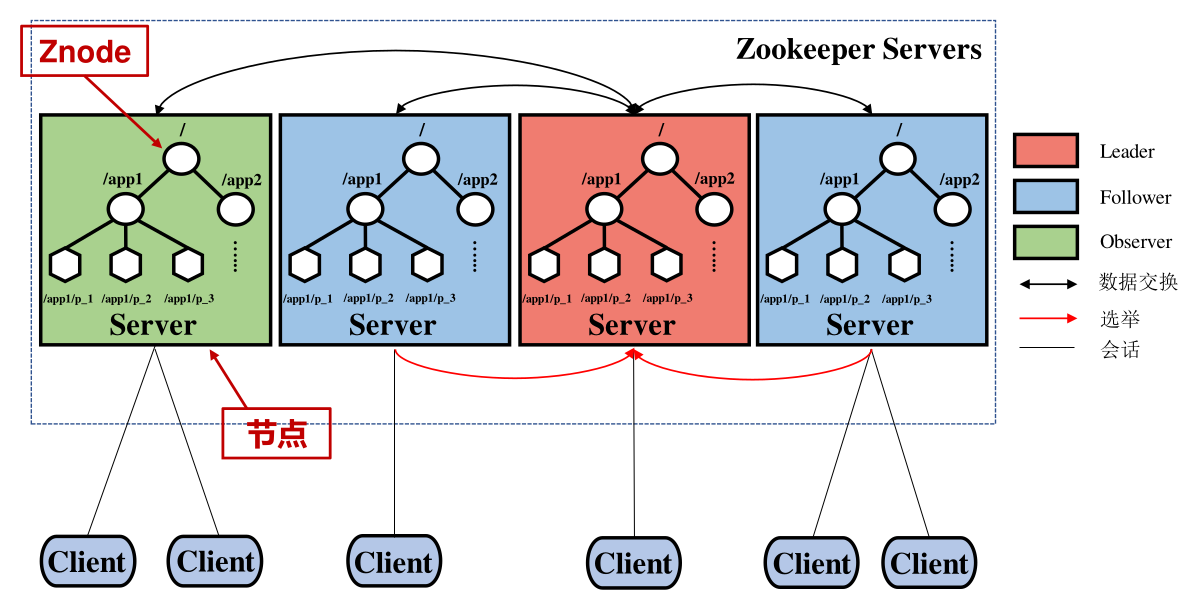 Znode
Zookeeper Servers
/
/app1
/app2
/app1/p_1
/app1/p_2
/app1/p_3
Server
/
/app1
/app2
/app1/p_1
/app1/p_2
/app1/p_3
Server
/
/app1
/app2
/app1/p_1
/app1/p_2
/app1/p_3
Server
/
/app1
/app2
/app1/p_1
/app1/p_2
/app1/p_3
Server
Leader
Follower
Observer
数据交换
选举
会话
节点
Client
Client
Client
Client
Client
Client